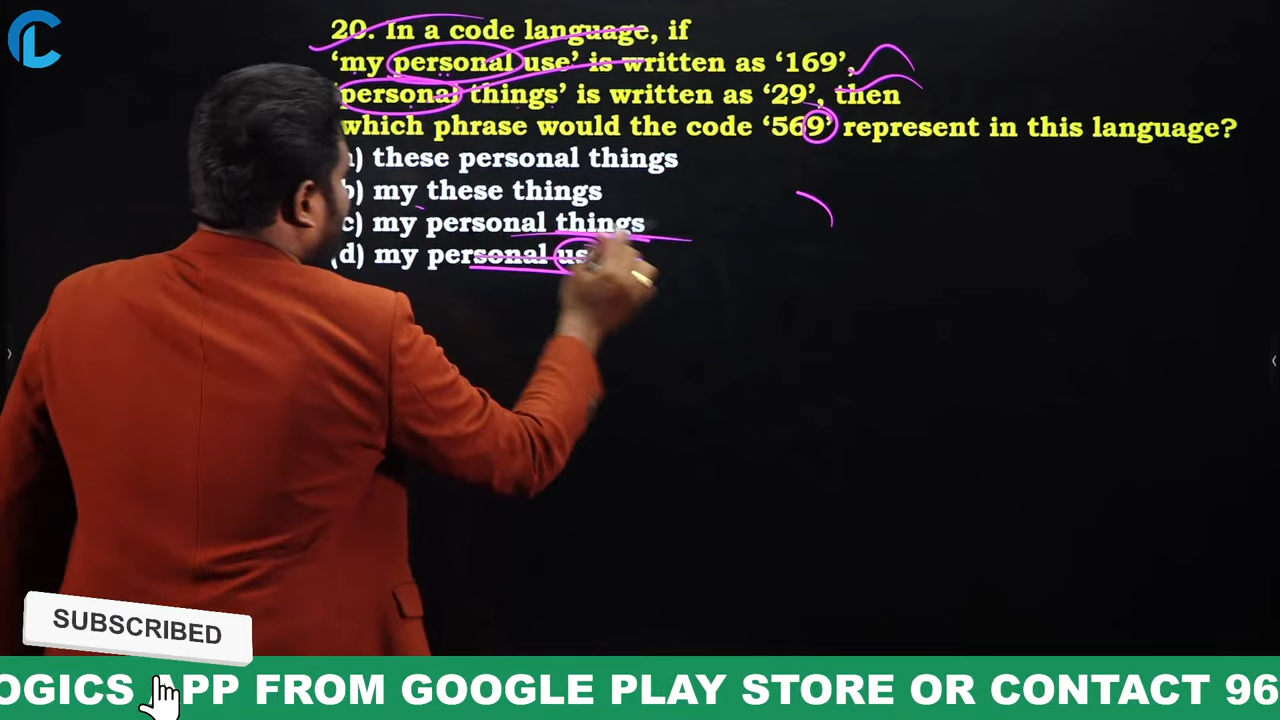 20. In a code language, if
'my personal use' is written as '169',
personal things' is written as '29', then
which phrase would the code '569' represent in this language?
) these personal things
b) my these things
(c) my personal things
(d) my personal us
SUBSCRIBED
OGICS APP FROM GOOGLE PLAY STORE OR CONTACT 96